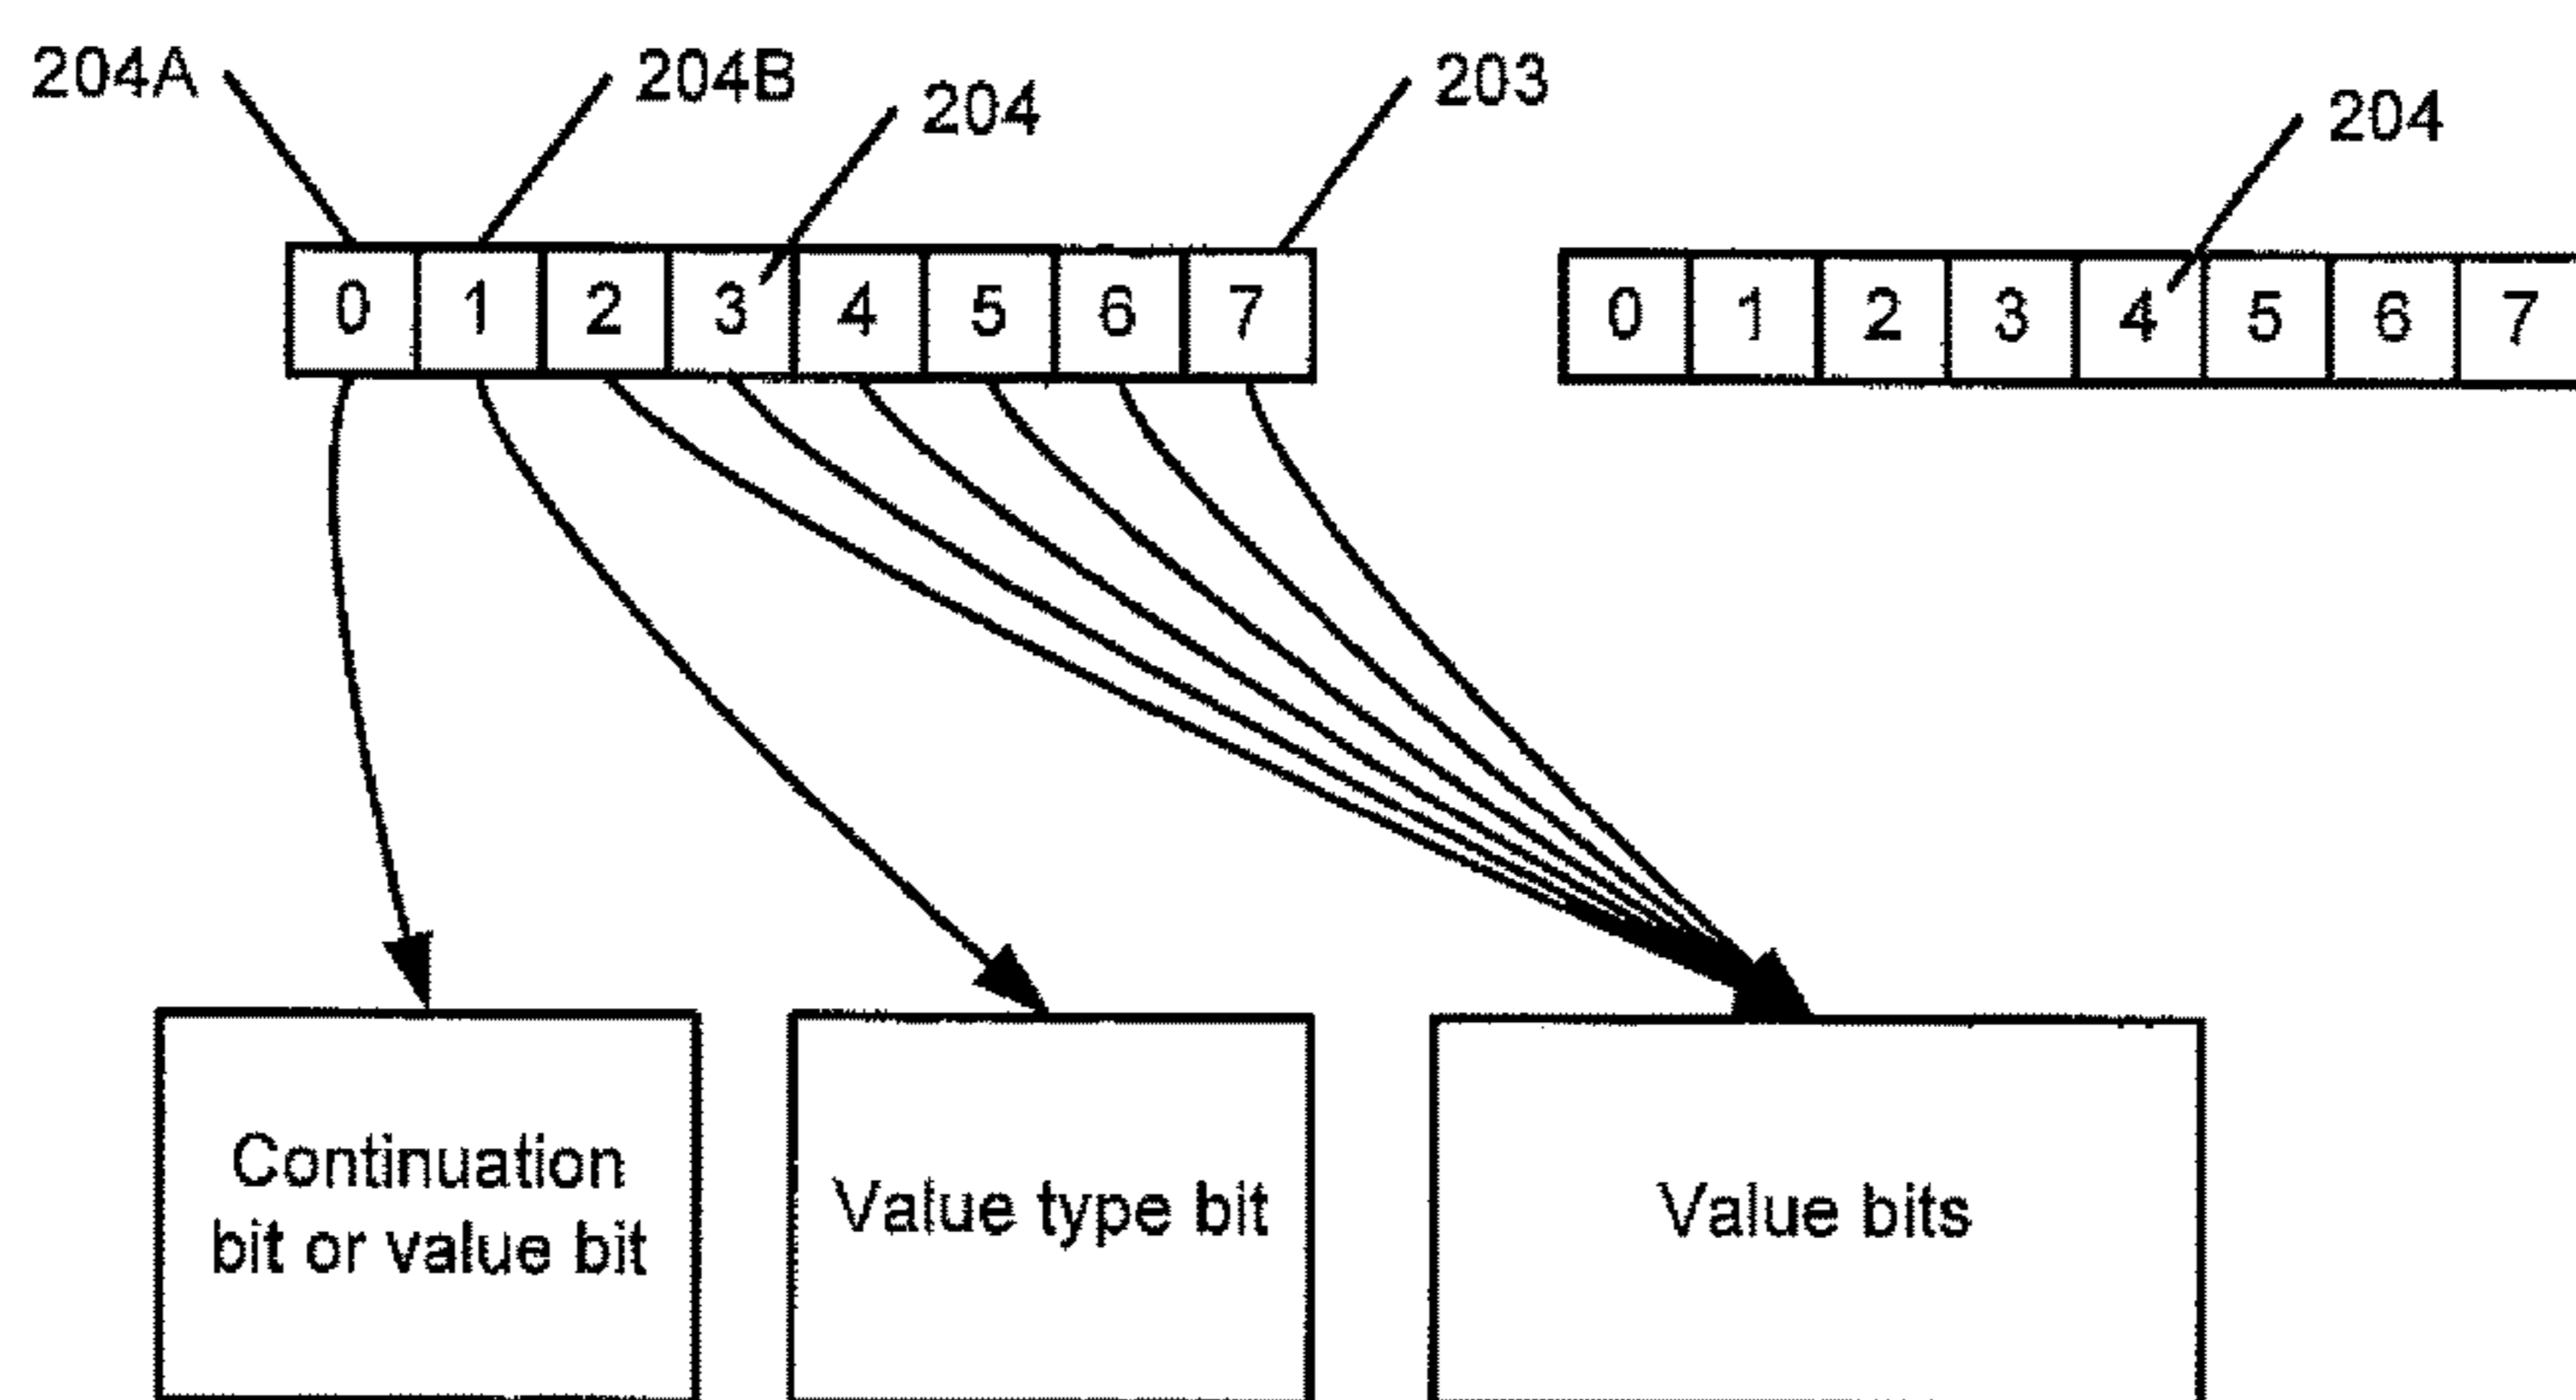 204A 204B 204 203 204
0 1 2 3 4 5 6 7 0 1 2 3 4 5 6 7
Continuation
bit or value bit
Value type bit
Value bits